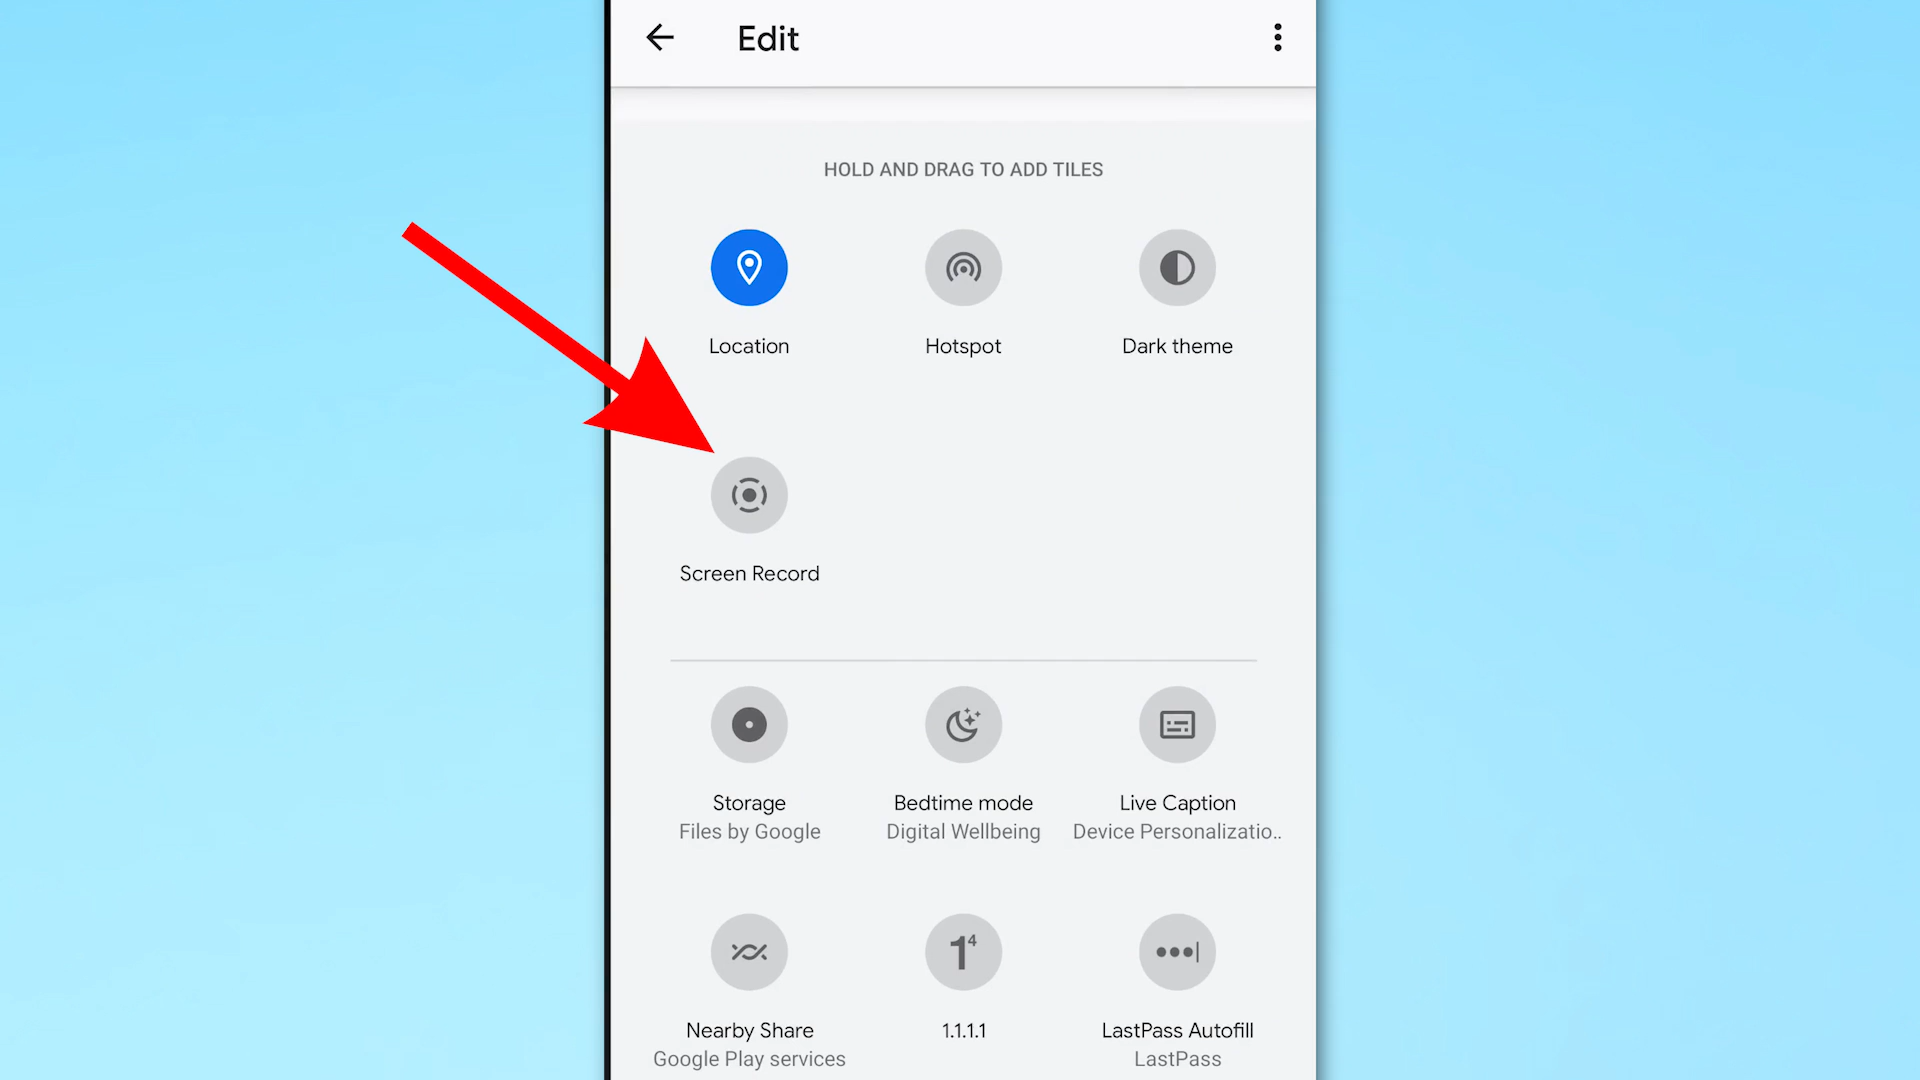 Edit
HOLD AND DRAG TO ADD TILES
Location
Hotspot
Dark theme
Screen Record
Storage
Files by Google
Bedtime mode
Digital Wellbeing
Live Caption
Device Personalizatio..
1⁴
Nearby Share
Google Play services
1.1.1.1
LastPass Autofill
LastPass